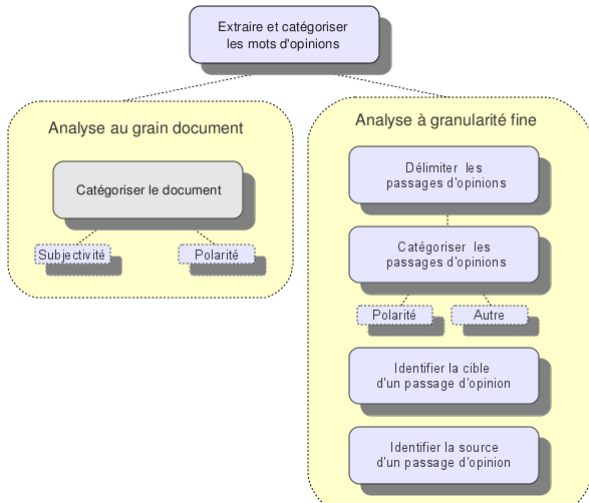 Extraire et catégoriser
les mots d'opinions
Analyse au grain document
Catégoriser le document
Subjectivité
Polarité
Analyse à granularité fine
Délimiter les
passages d'opinions
Catégoriser les
passages d'opinions
Polarité
Autre
Identifier la cible
d'un passage d'opinion
Identifier la source
d'un passage d'opinion